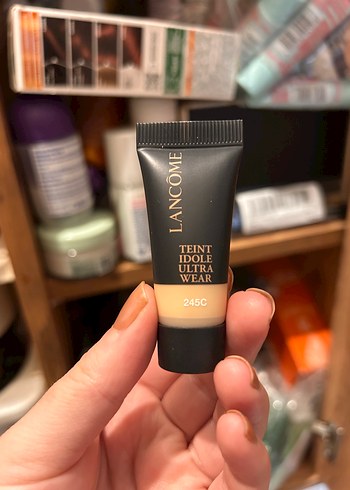 LANCÔME
TEINT
IDOLE
ULTRA
WEAR
245C